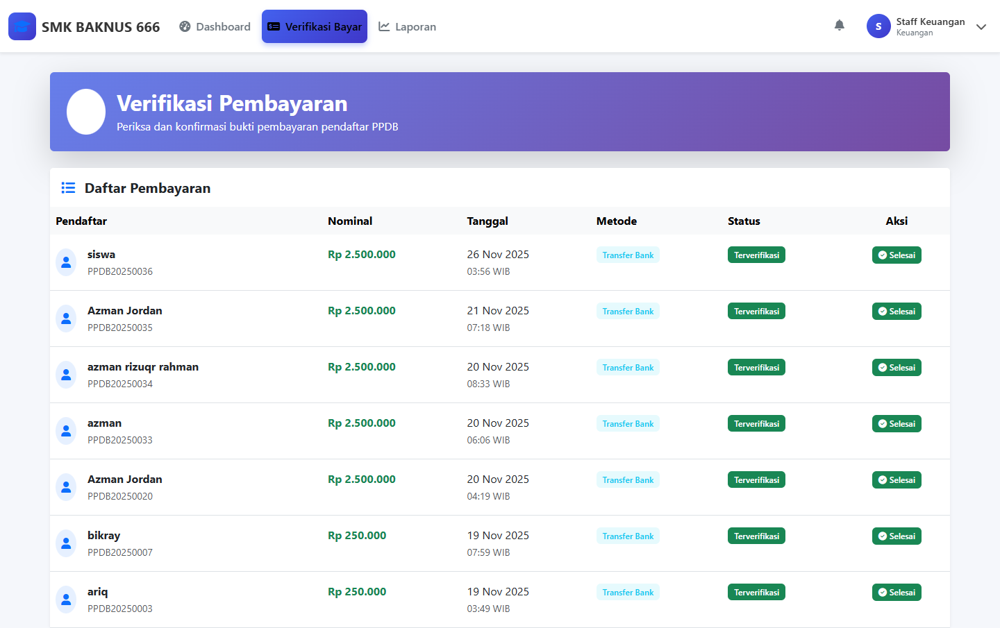 SMK BAKNUS 666
Dashboard
Verifikasi Bayar
Laporan
S
Staff Keuangan
Keuangan
Verifikasi Pembayaran
Periksa dan konfirmasi bukti pembayaran pendaftar PPDB
Daftar Pembayaran
Pendaftar Nominal Tanggal Metode Status Aksi
siswa Rp 2.500.000 26 Nov 2025 Transfer Bank Terverifikasi Selesai
PPDB20250036 03:56 WIB
Azman Jordan Rp 2.500.000 21 Nov 2025 Transfer Bank Terverifikasi Selesai
PPDB20250035 07:18 WIB
azman rizuqr rahman Rp 2.500.000 20 Nov 2025 Transfer Bank Terverifikasi Selesai
PPDB20250034 08:33 WIB
azman Rp 2.500.000 20 Nov 2025 Transfer Bank Terverifikasi Selesai
PPDB20250033 06:06 WIB
Azman Jordan Rp 2.500.000 20 Nov 2025 Transfer Bank Terverifikasi Selesai
PPDB20250020 04:19 WIB
bikray Rp 250.000 19 Nov 2025 Transfer Bank Terverifikasi Selesai
PPDB20250007 07:59 WIB
ariq Rp 250.000 19 Nov 2025 Transfer Bank Terverifikasi Selesai
PPDB20250003 03:49 WIB